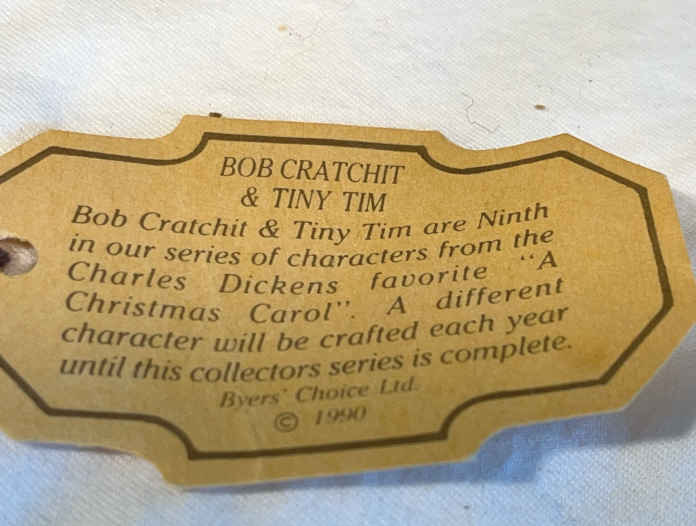 BOB CRATCHIT
& TINY TIM
Bob Cratchit & Tiny Tim are Ninth
in our series of characters from the
Charles Dickens favorite "A
Christmas Carol". A different
character will be crafted each year
until this collectors series is complete.
Byers' Choice Ltd.
© 1990